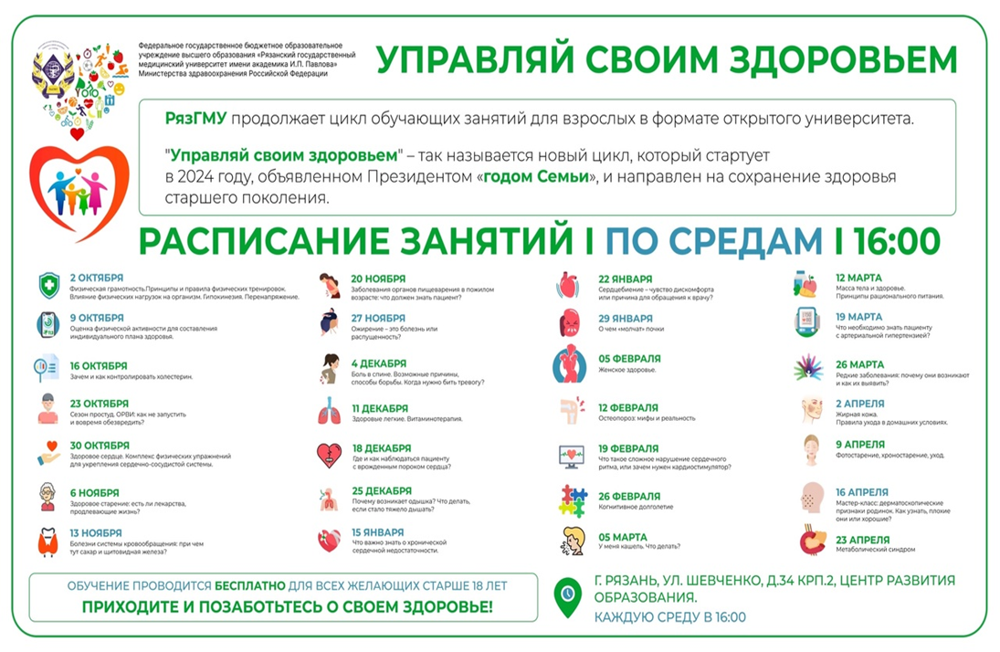 Федеральное государственное бюджетное образовательное
учреждение высшего образования «Рязанский государственный
медицинский университет имени академика И.П. Павлова»
Министерства здравоохранения Российской Федерации
УПРАВЛЯЙ СВОИМ ЗДОРОВЬЕМ
РязГМУ продолжает цикл обучающих занятий для взрослых в формате открытого университета.
"Управляй своим здоровьем" – так называется новый цикл, который стартует
в 2024 году, объявленном Президентом «годом Семьи», и направлен на сохранение здоровья
старшего поколения.
РАСПИСАНИЕ ЗАНЯТИЙ I ПО СРЕДАМ I 16:00
2 ОКТЯБРЯ
Физическая грамотность.Принципы и правила физических тренировок.
Влияние физических нагрузок на организм. Гипокинезия. Перенапряжение.
9 ОКТЯБРЯ
Оценка физической активности для составления
индивидуального плана здоровья.
16 ОКТЯБРЯ
Зачем и как контролировать холестерин.
23 ОКТЯБРЯ
Сезон простуд. ОРВИ: как не запустить
и вовремя обезвредить?
30 ОКТЯБРЯ
Здоровое сердце. Комплекс физических упражнений
для укрепления сердечно-сосудистой системы.
6 НОЯБРЯ
Здоровое старение: есть ли лекарства,
продлевающие жизнь?
13 НОЯБРЯ
Болезни системы кровообращения: при чем
тут сахар и щитовидная железа?
20 НОЯБРЯ
Заболевания органов пищеварения в пожилом
возрасте: что должен знать пациент?
27 НОЯБРЯ
Ожирение – это болезнь или
распущенность?
4 ДЕКАБРЯ
Боль в спине. Возможные причины,
способы борьбы. Когда нужно бить тревогу?
11 ДЕКАБРЯ
Здоровые легкие. Витаминотерапия.
18 ДЕКАБРЯ
Где и как наблюдаться пациенту
с врожденным пороком сердца?
25 ДЕКАБРЯ
Почему возникает одышка? Что делать,
если стало тяжело дышать?
15 ЯНВАРЯ
Что важно знать о хронической
сердечной недостаточности.
22 ЯНВАРЯ
Сердцебиение – чувство дискомфорта
или причина для обращения к врачу?
29 ЯНВАРЯ
О чем «молчат» почки
05 ФЕВРАЛЯ
Женское здоровье.
12 ФЕВРАЛЯ
Остеопороз: мифы и реальность
19 ФЕВРАЛЯ
Что такое сложное нарушение сердечного
ритма, или зачем нужен кардиостимулятор?
26 ФЕВРАЛЯ
Когнитивное долголетие
05 МАРТА
У меня кашель. Что делать?
12 МАРТА
Масса тела и здоровье.
Принципы рационального питания.
19 МАРТА
Что необходимо знать пациенту
с артериальной гипертензией?
26 МАРТА
Редкие заболевания: почему они возникают
и как их выявить?
2 АПРЕЛЯ
Жирная кожа.
Правила ухода в домашних условиях.
9 АПРЕЛЯ
Фотостарение, хроностарение, уход.
16 АПРЕЛЯ
Мастер-класс: дерматоскопические
признаки родинок. Как узнать, плохие
они или хорошие?
23 АПРЕЛЯ
Метаболический синдром
ОБУЧЕНИЕ ПРОВОДИТСЯ БЕСПЛАТНО ДЛЯ ВСЕХ ЖЕЛАЮЩИХ СТАРШЕ 18 ЛЕТ
ПРИХОДИТЕ И ПОЗАБОТЬТЕСЬ О СВОЕМ ЗДОРОВЬЕ!
Г. РЯЗАНЬ, УЛ. ШЕВЧЕНКО, Д.34 КРП.2, ЦЕНТР РАЗВИТИЯ
ОБРАЗОВАНИЯ.
КАЖДУЮ СРЕДУ В 16:00